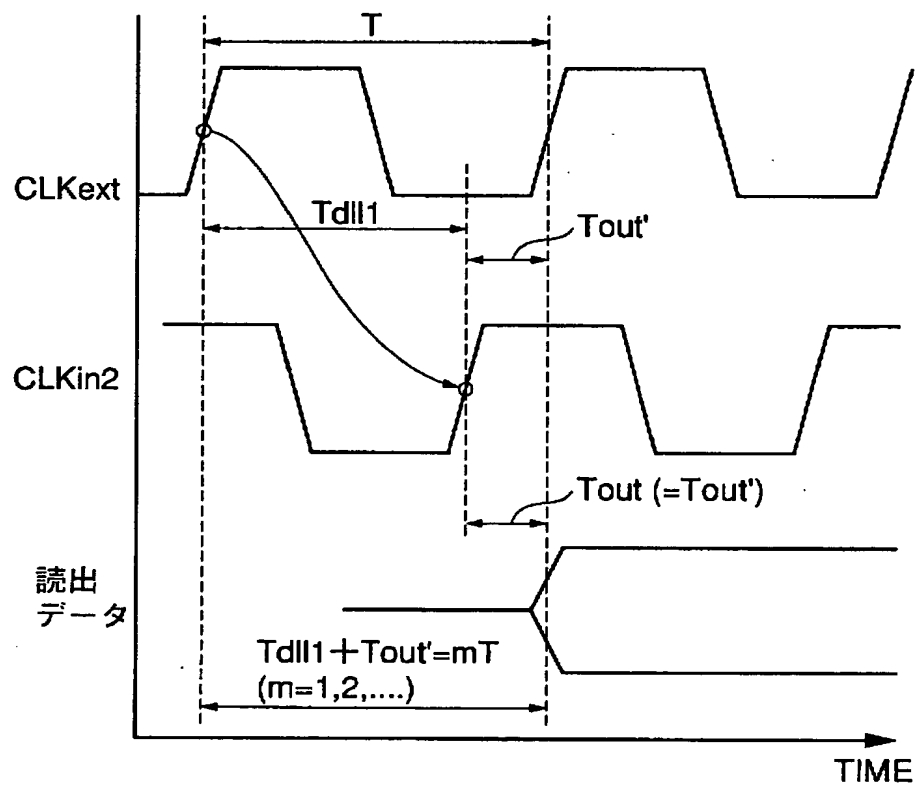 T
CLKext
Tdll1
Tout'
CLKin2
Tout (=Tout')
読出
データ
Tdll1+Tout'=mT
(m=1,2,....)
TIME